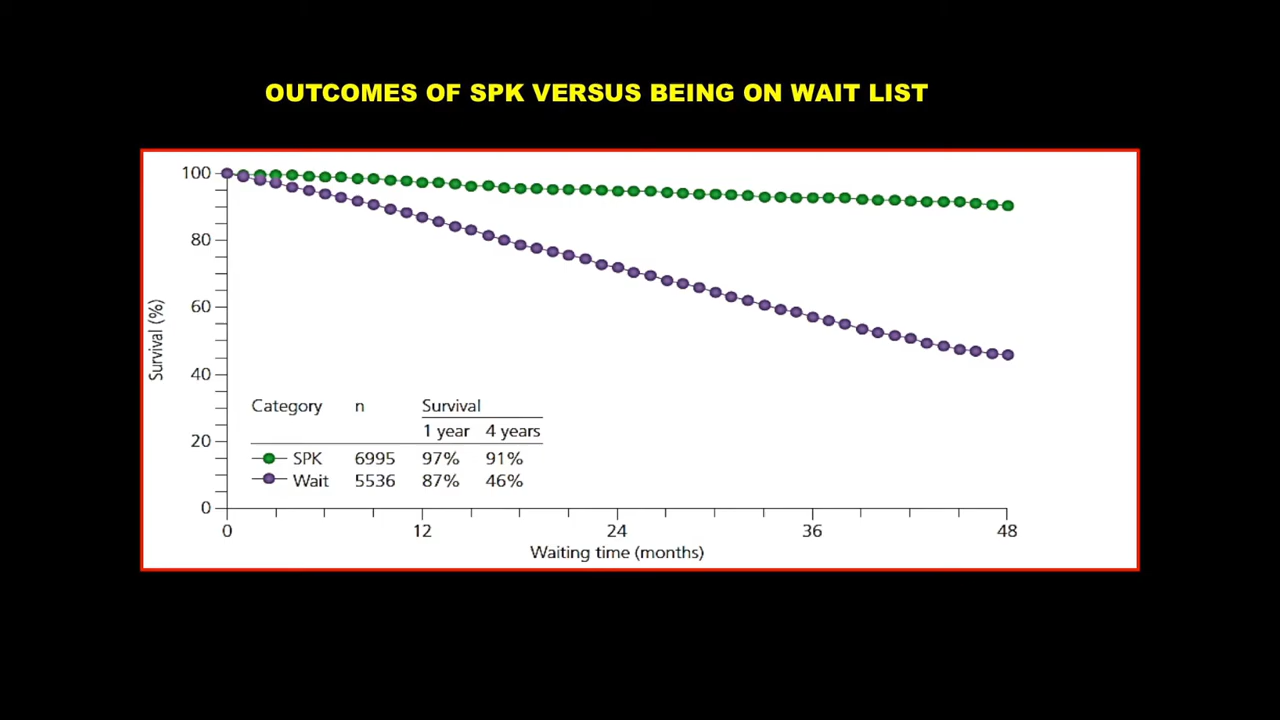 OUTCOMES OF SPK VERSUS BEING ON WAIT LIST
100
80
60
40
20
0
Survival (%)
Category n Survival
1 year 4 years
SPK 6995 97% 91%
Wait 5536 87% 46%
0 12 24 36 48
Waiting time (months)